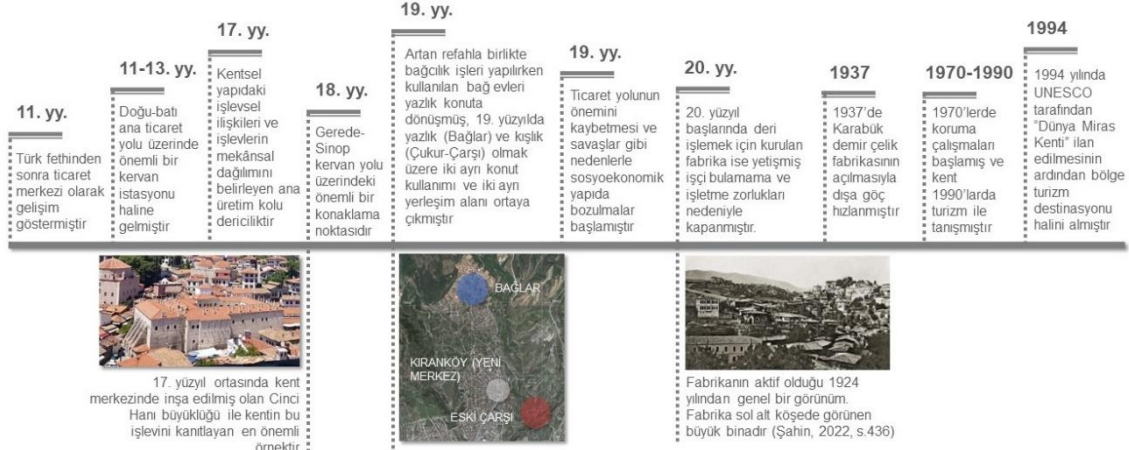 11. yy.
Türk fethinden
sonra ticaret
merkezi olarak
gelişim
göstermiştir
11-13. yy.
Doğu-batı
ana ticaret
yolu üzerinde
önemli bir
kervan
istasyonu
haline
gelmiştir
17. yy.
Kentsel
yapıdaki
işlevsel
ilişkileri ve
işlevlerin
mekânsal
dağılımını
belirleyen ana
üretim kolu
dericiliktir
18. yy.
Gerede-
Sinop
kervan yolu
üzerindeki
önemli bir
konaklama
noktasıdır
19. yy.
Artan refahla birlikte
bağcılık işleri yapılırken
kullanılan bağ evleri
yazlık konuta
dönüşmüş, 19. yüzyılda
yazlık (Bağlar) ve kışlık
(Çukur-Çarşı) olmak
üzere iki ayrı konut
kullanımı ve iki ayrı
yerleşim alanı ortaya
çıkmıştır
19. yy.
Ticaret yolunun
önemini
kaybetmesi ve
savaşlar gibi
nedenlerle
sosyoekonomik
yapıda
bozulmalar
başlamıştır
20. yy.
20. yüzyıl
başlarında deri
işlemek için kurulan
fabrika ise yetişmiş
işçi bulamama ve
işletme zorlukları
nedeniyle
kapanmıştır.
1937
1937'de
Karabük
demir çelik
fabrikasının
açılmasıyla
dışa göç
hızlanmıştır
1970-1990
1970'lerde
koruma
çalışmaları
başlamış ve
kent
1990'larda
turizm ile
tanışmıştır
1994
1994 yılında
UNESCO
tarafından
"Dünya Miras
Kenti" ilan
edilmesinin
ardından bölge
turizm
destinasyonu
halini almıştır
17. yüzyıl ortasında kent
merkezinde inşa edilmiş olan Cinci
Hanı büyüklüğü ile kentin bu
işlevini kanıtlayan en önemli
örnektir
BAĞLAR
KIRANKÖY (YENİ
MERKEZ)
ESKİ ÇARŞI
Fabrikanın aktif olduğu 1924
yılından genel bir görünüm.
Fabrika sol alt köşede görünen
büyük binadır (Şahin, 2022, s.436)